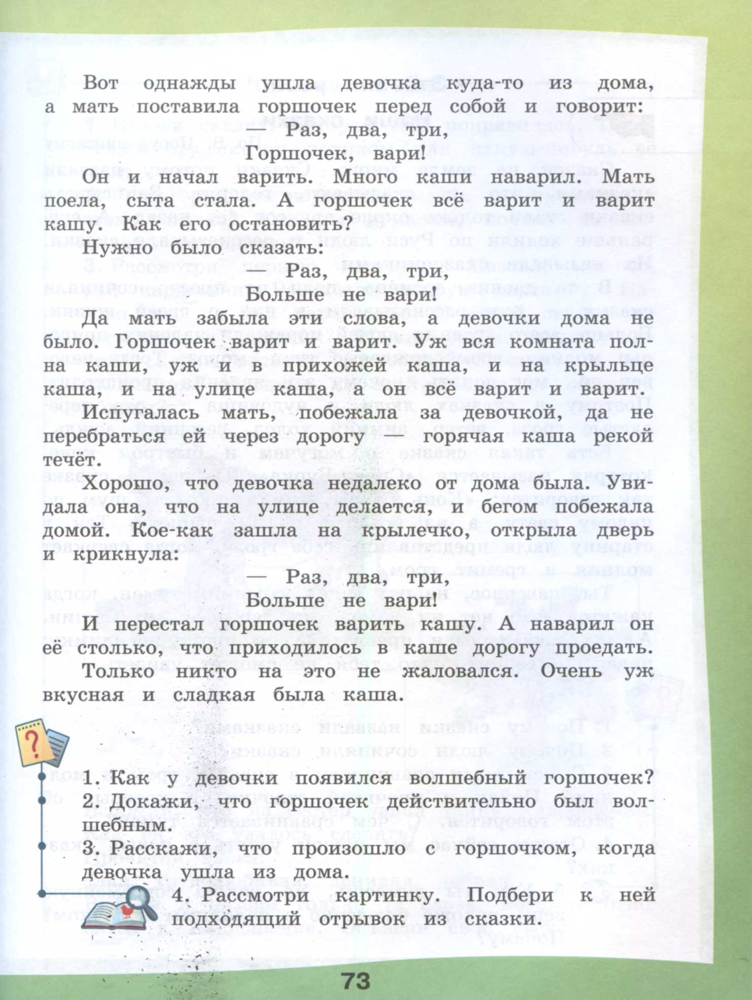 Вот однажды ушла девочка куда-то из дома,
а мать поставила горшочек перед собой и говорит:
— Раз, два, три,
Горшочек, вари!
Он и начал варить. Много каши наварил. Мать
поела, сыта стала. А горшочек всё варит и варит
кашу. Как его остановить?
Нужно было сказать:
— Раз, два, три,
Больше не вари!
Да мать забыла эти слова, а девочки дома не
было. Горшочек варит и варит. Уж вся комната пол-
на каши, уж и в прихожей каша, и на крыльце
каша, и на улице каша, а он всё варит и варит.
Испугалась мать, побежала за девочкой, да не
перебраться ей через дорогу — горячая каша рекой
течёт.
Хорошо, что девочка недалеко от дома была. Уви-
дала она, что на улице делается, и бегом побежала
домой. Кое-как зашла на крылечко, открыла дверь
и крикнула:
— Раз, два, три,
Больше не вари!
И перестал горшочек варить кашу. А наварил он
её столько, что приходилось в каше дорогу проедать.
Только никто на это не жаловался. Очень уж
вкусная и сладкая была каша.
?
1. Как у девочки появился волшебный горшочек?
2. Докажи, что горшочек действительно был вол-
шебным.
3. Расскажи, что произошло с горшочком, когда
девочка ушла из дома.
4. Рассмотри картинку. Подбери к ней
подходящий отрывок из сказки.
73